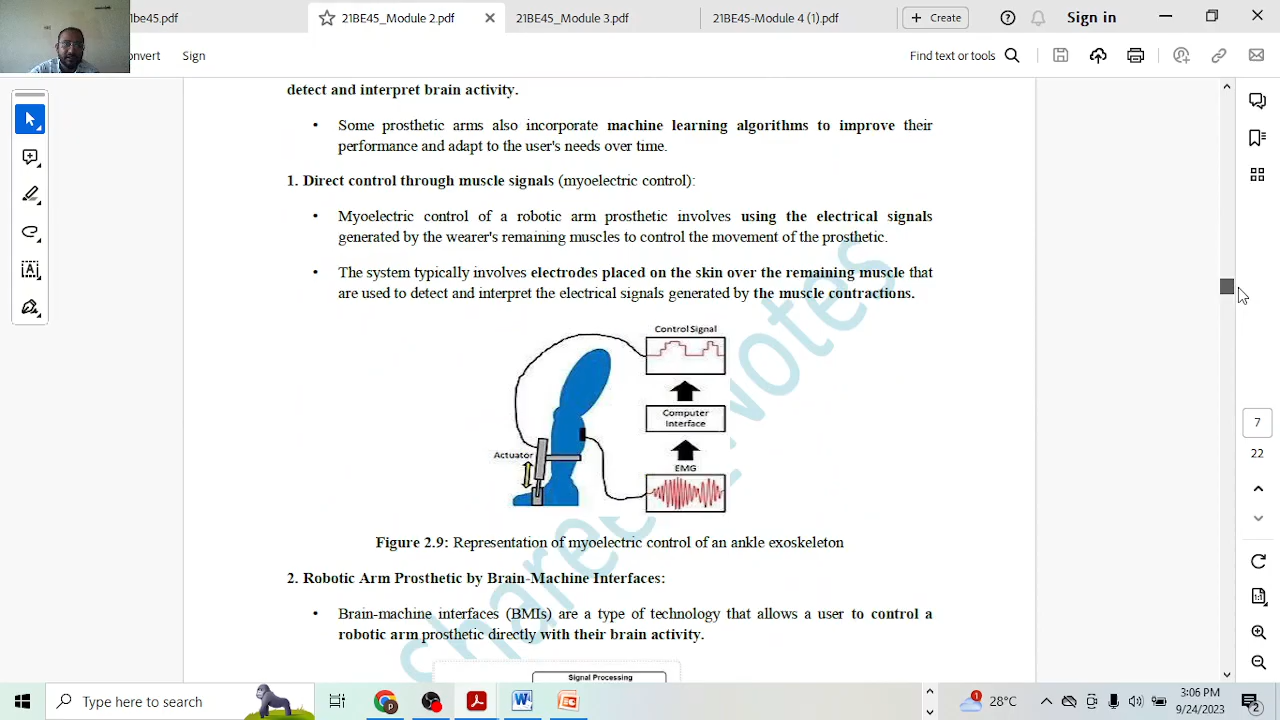 be45.pdf
21BE45_Module 2.pdf
21BE45_Module 3.pdf
21BE45-Module 4 (1).pdf
Create
Sign in
onvert
Sign
Find text or tools
detect and interpret brain activity.
• Some prosthetic arms also incorporate machine learning algorithms to improve their
performance and adapt to the user's needs over time.
1. Direct control through muscle signals (myoelectric control):
• Myoelectric control of a robotic arm prosthetic involves using the electrical signals
generated by the wearer's remaining muscles to control the movement of the prosthetic.
• The system typically involves electrodes placed on the skin over the remaining muscle that
are used to detect and interpret the electrical signals generated by the muscle contractions.
Control Signal
Computer
Interface
Actuator
EMG
Figure 2.9: Representation of myoelectric control of an ankle exoskeleton
2. Robotic Arm Prosthetic by Brain-Machine Interfaces:
• Brain-machine interfaces (BMIs) are a type of technology that allows a user to control a
robotic arm prosthetic directly with their brain activity.
Signal Processing
7
22
Type here to search
28°C
3:06 PM
9/24/2023